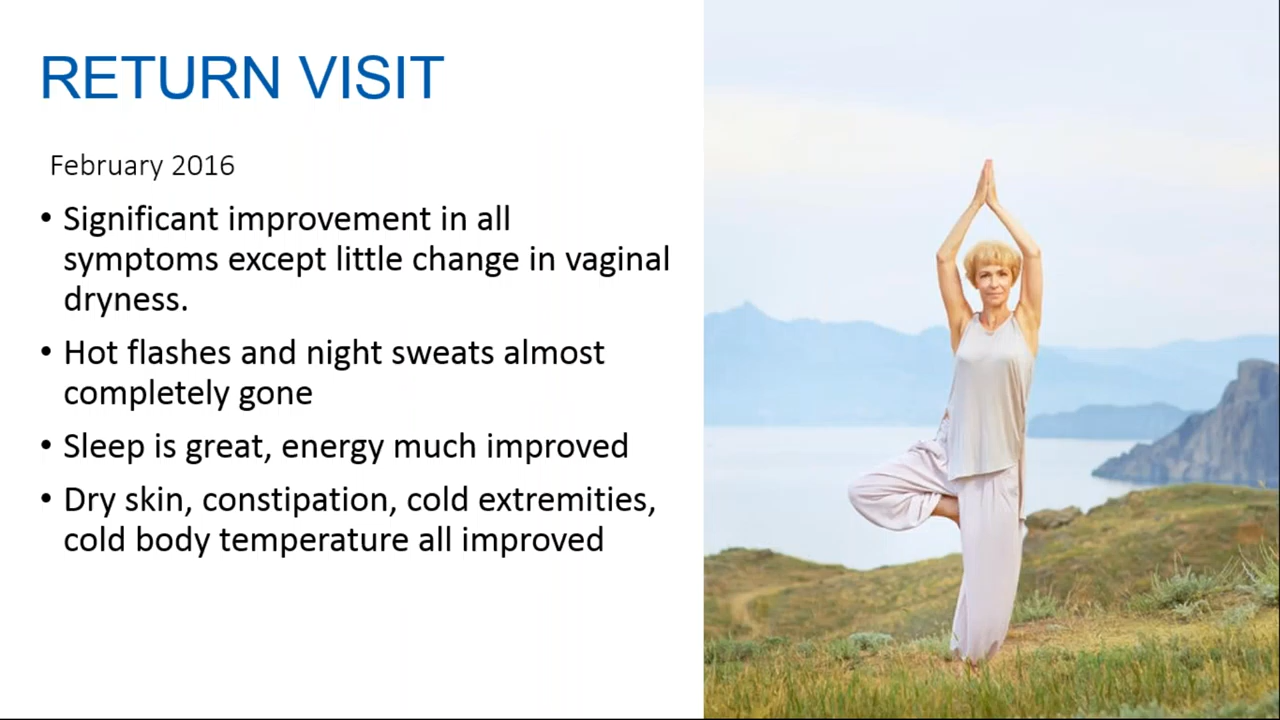 RETURN VISIT
February 2016
• Significant improvement in all
symptoms except little change in vaginal
dryness.
• Hot flashes and night sweats almost
completely gone
• Sleep is great, energy much improved
• Dry skin, constipation, cold extremities,
cold body temperature all improved